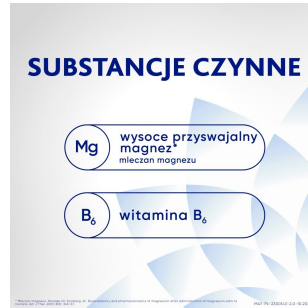 SUBSTANCJE CZYNNE
Mg
wysoce przyswajalny
magnez*
mleczan magnezu
B₆
witamina B₆